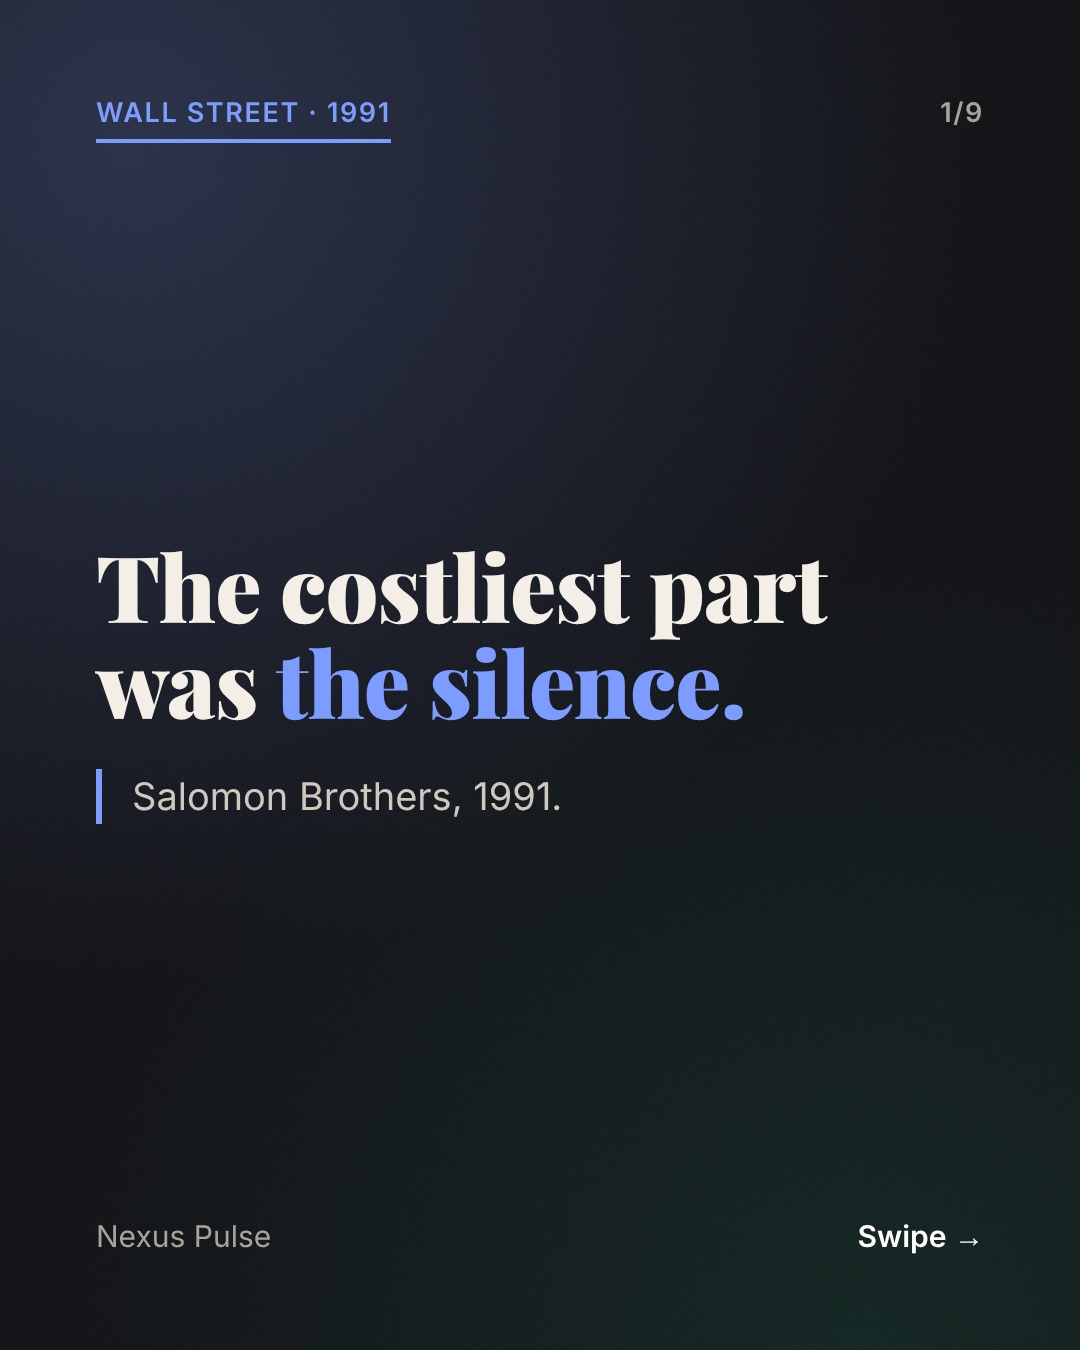 WALL STREET · 1991
1/9
The costliest part
was the silence.
Salomon Brothers, 1991.
Nexus Pulse
Swipe →